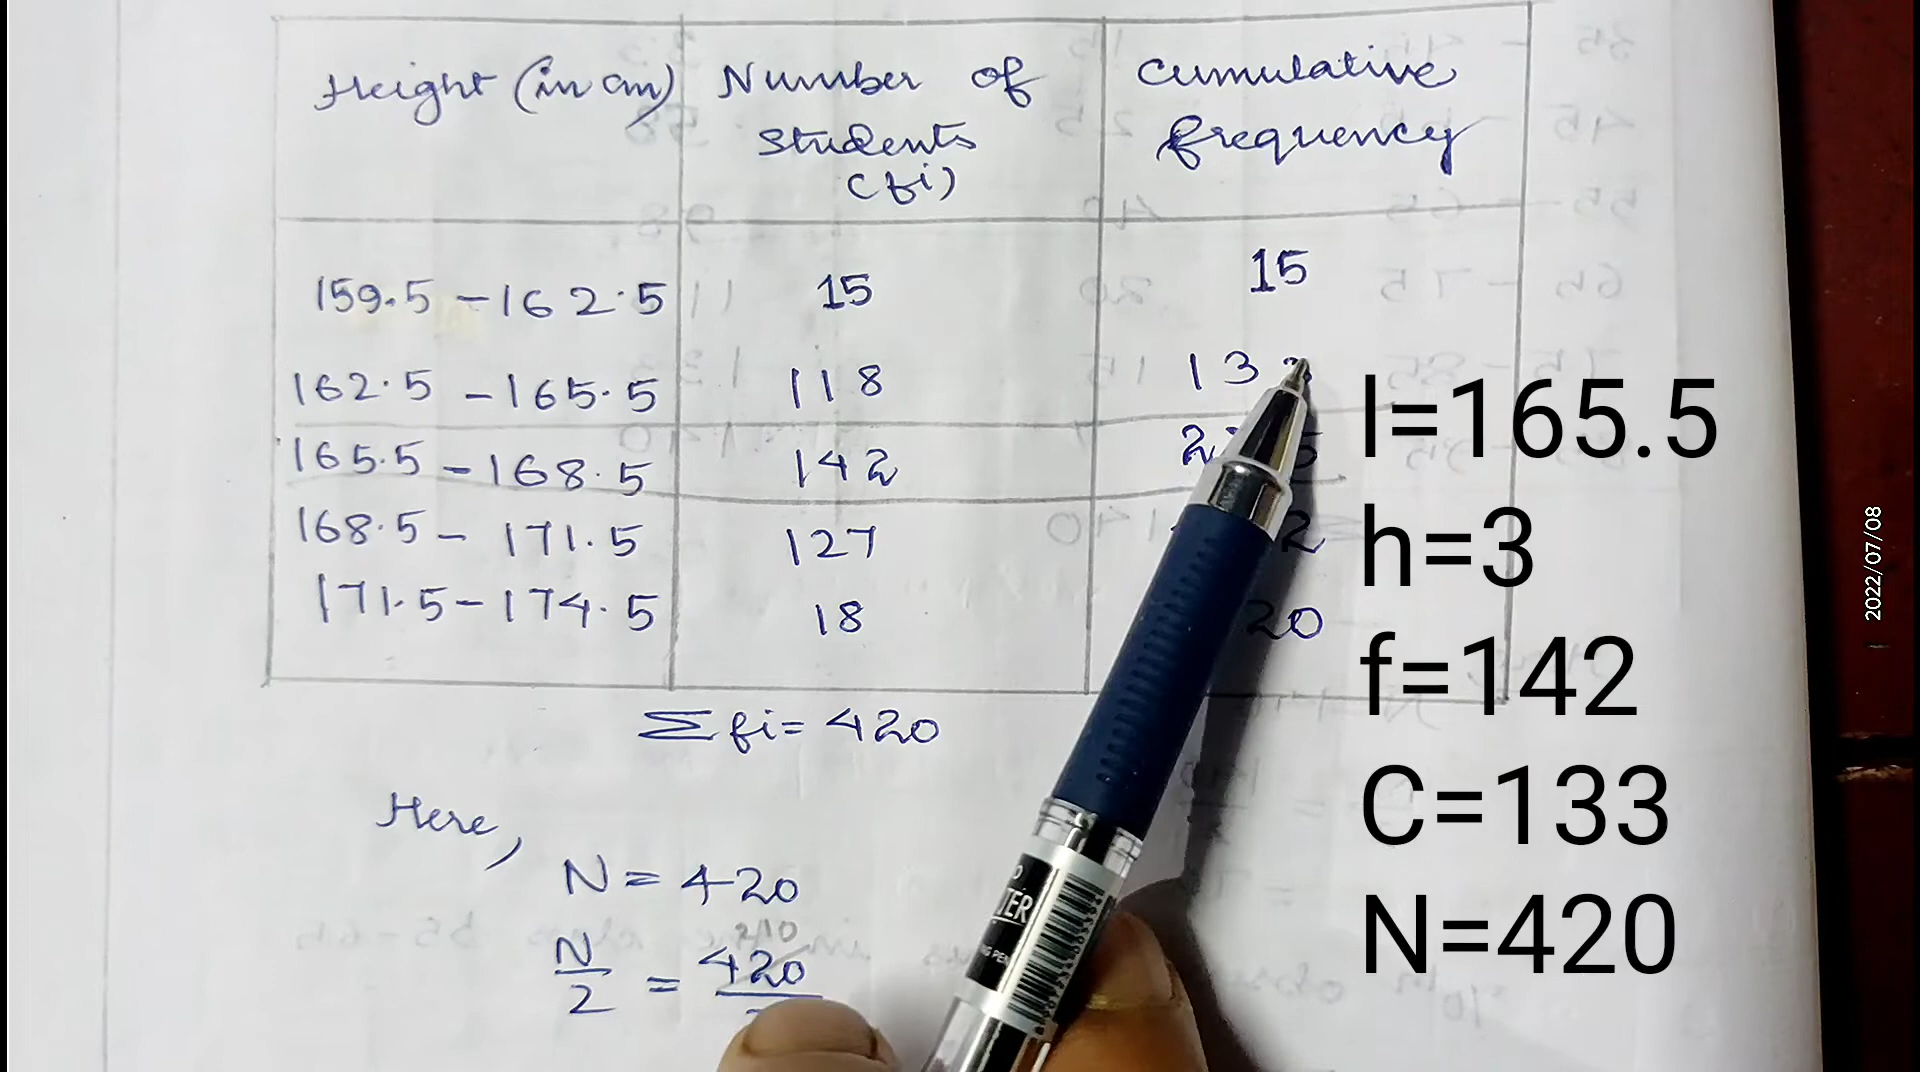 Height (in cm) Number of Cumulative
students frequency
(fi)
159.5 - 162.5 15 15
162.5 - 165.5 118 133
165.5 - 168.5 142
168.5 - 171.5 127
171.5 - 174.5 18
Σfi = 420
Here,
N = 420
210
N/2 = 420
l=165.5
h=3
f=142
C=133
N=420
2022/07/08